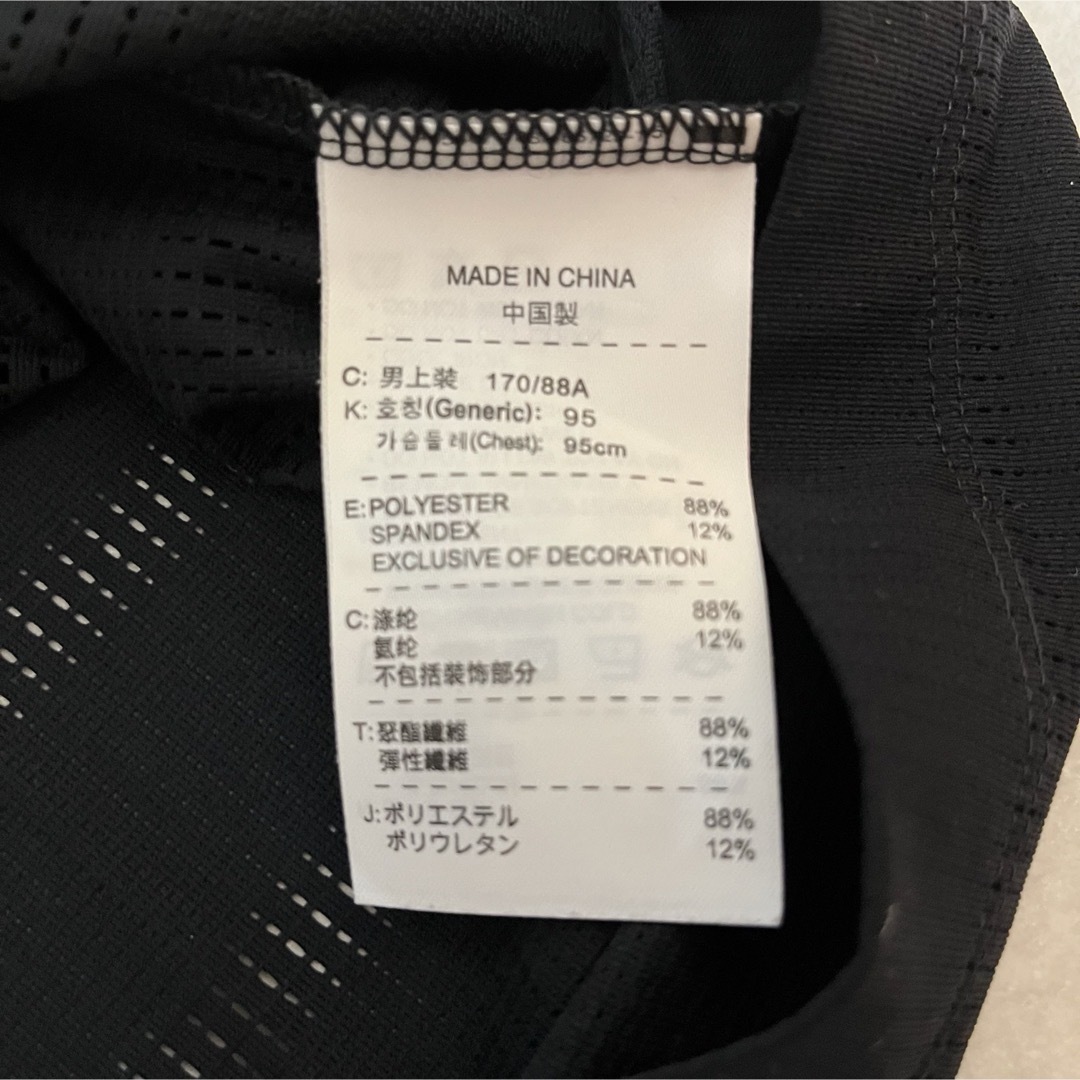 MADE IN CHINA
中国製
C: 男上装 170/88A
K: 호칭(Generic): 95
가슴둘레(Chest): 95cm
E: POLYESTER 88%
SPANDEX 12%
EXCLUSIVE OF DECORATION
C: 涤纶 88%
氨纶 12%
不包括装饰部分
T: 聚酯纖維 88%
彈性纖維 12%
J: ポリエステル 88%
ポリウレタン 12%